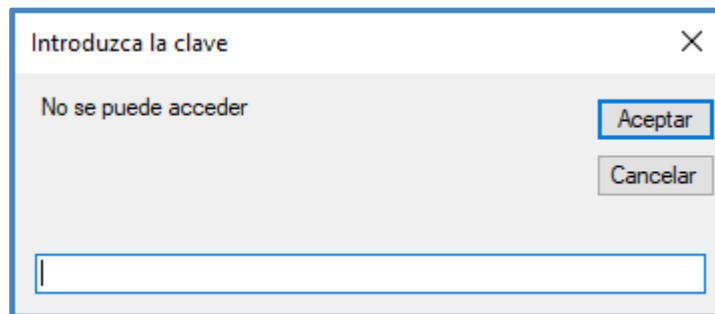 Introduzca la clave
No se puede acceder
Aceptar
Cancelar